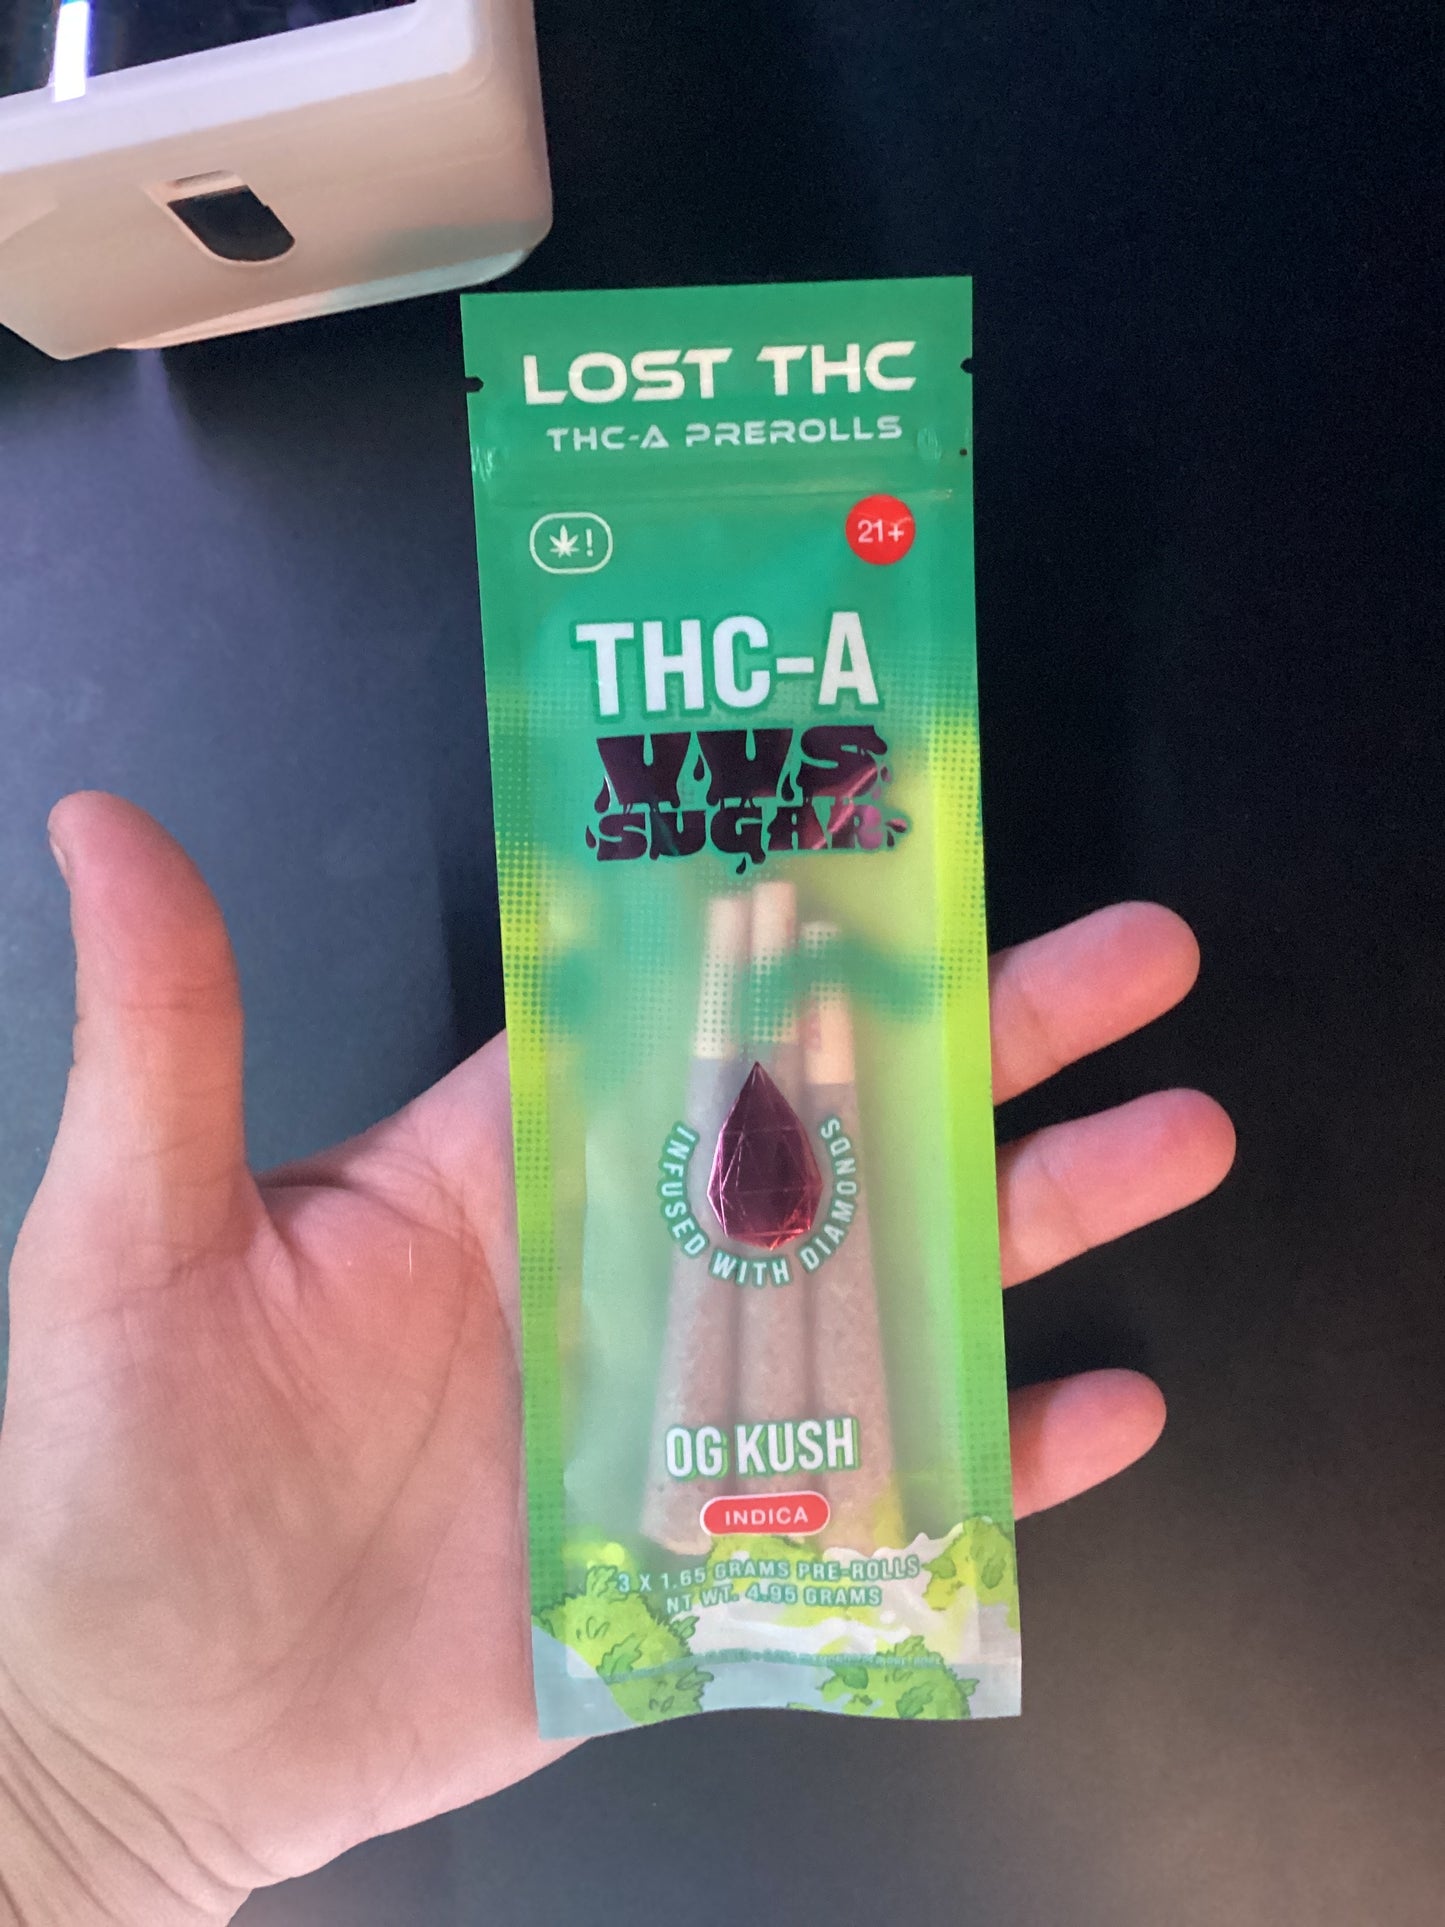 LOST THC
THC-A PREROLLS
!
21+
THC-A
VVS
SUGAR
INFUSED WITH DIAMONDS
OG KUSH
INDICA
3 X 1.65 GRAMS PRE-ROLLS
NT WT. 4.95 GRAMS